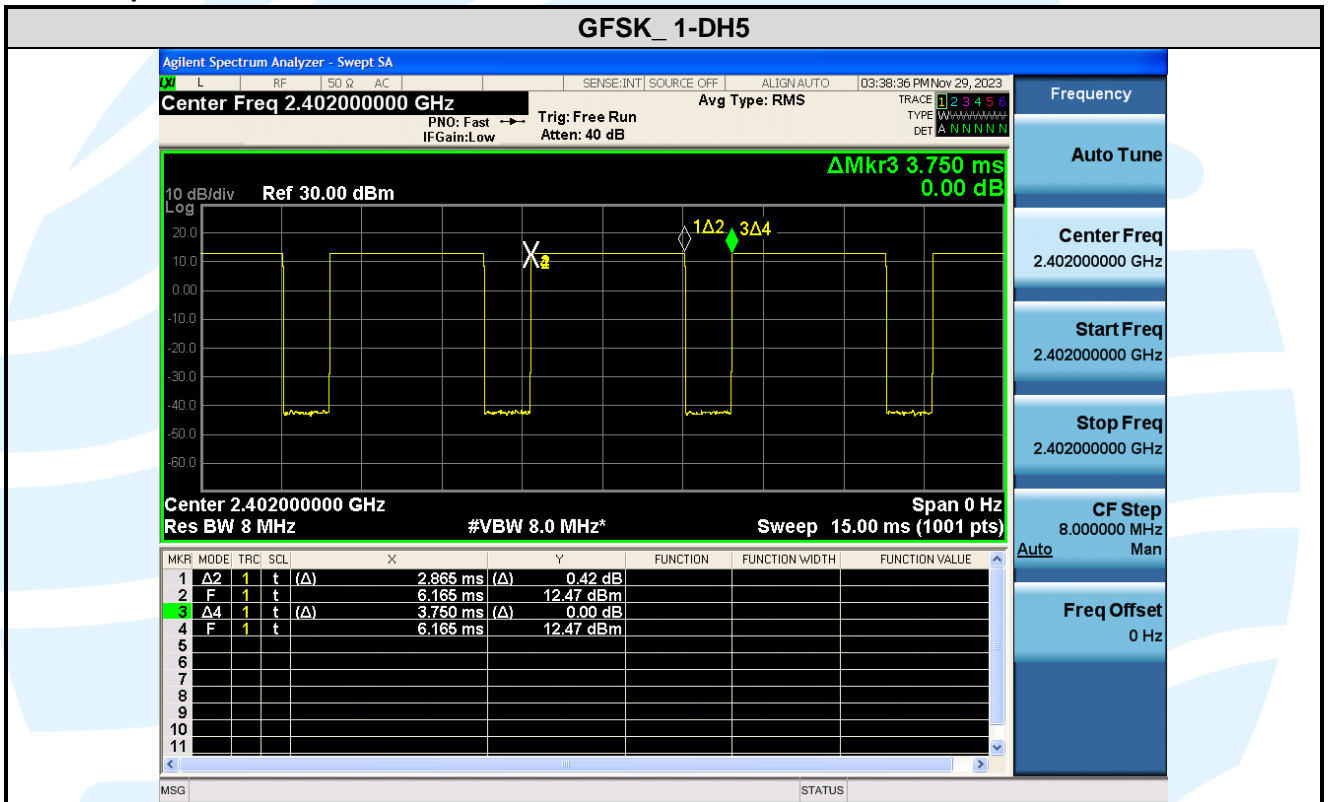 GFSK_ 1-DH5
Agilent Spectrum Analyzer - Swept SA
LXI L RF 50 Ω AC SENSE:INT SOURCE OFF ALIGN AUTO 03:38:36 PM Nov 29, 2023
Center Freq 2.402000000 GHz
PNO: Fast
IFGain:Low
Trig: Free Run
Atten: 40 dB
Avg Type: RMS
TRACE 1 2 3 4 5 6
TYPE WWWWWW
DET A N N N N N
Frequency
ΔMkr3 3.750 ms
0.00 dB
10 dB/div Ref 30.00 dBm
Log
20.0
10.0
0.00
-10.0
-20.0
-30.0
-40.0
-50.0
-60.0
1Δ2 3Δ4
X
Center 2.402000000 GHz Span 0 Hz
Res BW 8 MHz #VBW 8.0 MHz* Sweep 15.00 ms (1001 pts)
MKR MODE TRC SCL X Y FUNCTION FUNCTION WIDTH FUNCTION VALUE
1 Δ2 1 t (Δ) 2.865 ms (Δ) 0.42 dB
2 F 1 t 6.165 ms 12.47 dBm
3 Δ4 1 t (Δ) 3.750 ms (Δ) 0.00 dB
4 F 1 t 6.165 ms 12.47 dBm
5
6
7
8
9
10
11
MSG STATUS
Auto Tune
Center Freq
2.402000000 GHz
Start Freq
2.402000000 GHz
Stop Freq
2.402000000 GHz
CF Step
8.000000 MHz
Auto Man
Freq Offset
0 Hz